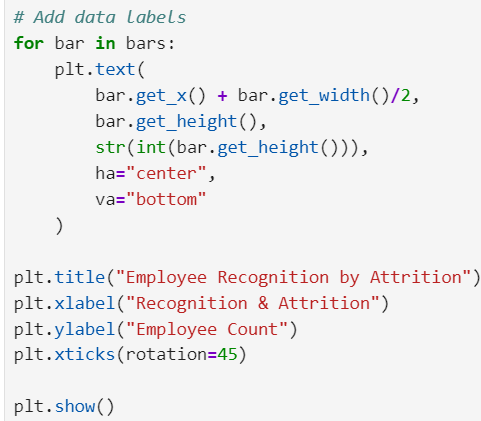 # Add data labels
for bar in bars:
    plt.text(
        bar.get_x() + bar.get_width()/2,
        bar.get_height(),
        str(int(bar.get_height())),
        ha="center",
        va="bottom"
    )

plt.title("Employee Recognition by Attrition")
plt.xlabel("Recognition & Attrition")
plt.ylabel("Employee Count")
plt.xticks(rotation=45)

plt.show()